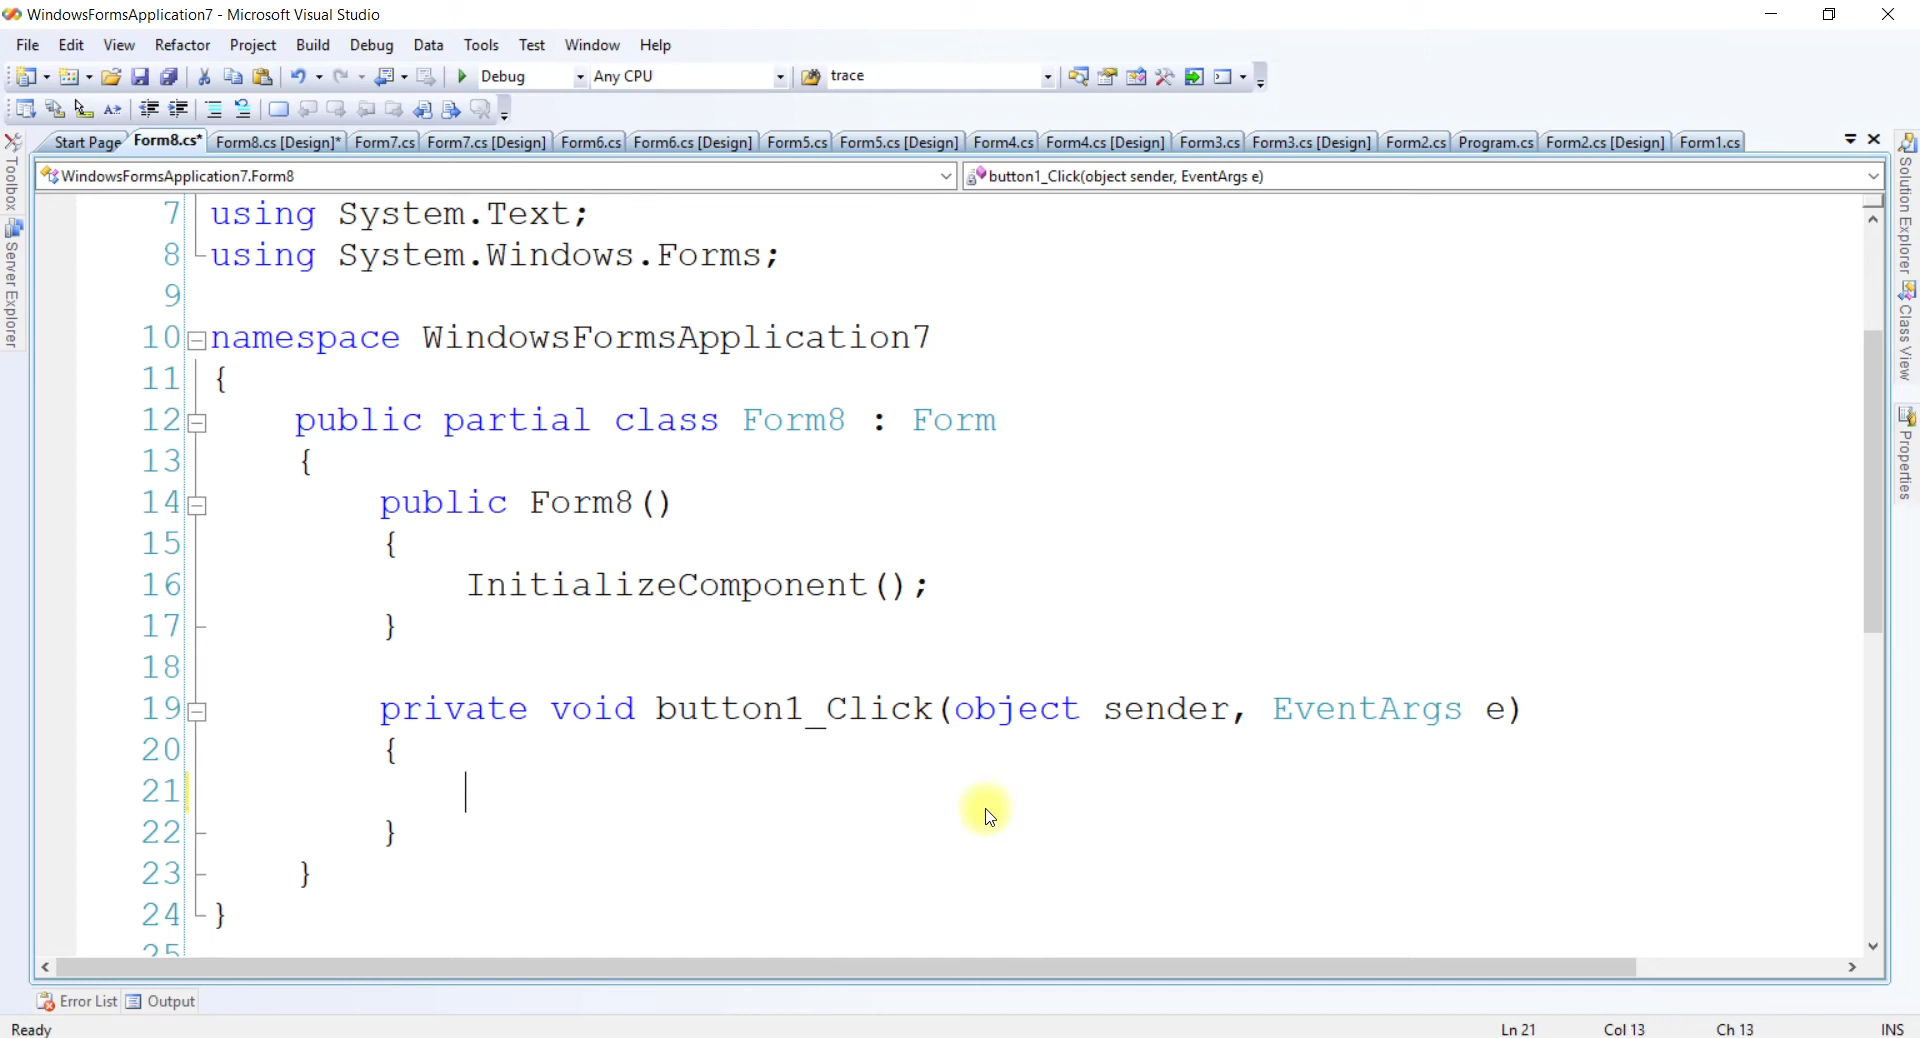 WindowsFormsApplication7 - Microsoft Visual Studio
File Edit View Refactor Project Build Debug Data Tools Test Window Help
Debug Any CPU trace
Start Page Form8.cs* Form8.cs [Design]* Form7.cs Form7.cs [Design] Form6.cs Form6.cs [Design] Form5.cs Form5.cs [Design] Form4.cs Form4.cs [Design] Form3.cs Form3.cs [Design] Form2.cs Program.cs Form2.cs [Design] Form1.cs
Toolbox
Server Explorer
WindowsFormsApplication7.Form8 button1_Click(object sender, EventArgs e)
7 using System.Text;
8 using System.Windows.Forms;
9
10 namespace WindowsFormsApplication7
11 {
12 public partial class Form8 : Form
13 {
14 public Form8()
15 {
16 InitializeComponent();
17 }
18
19 private void button1_Click(object sender, EventArgs e)
20 {
21
22 }
23 }
24 }
25
Solution Explorer
Class View
Properties
Error List Output
Ready Ln 21 Col 13 Ch 13 INS